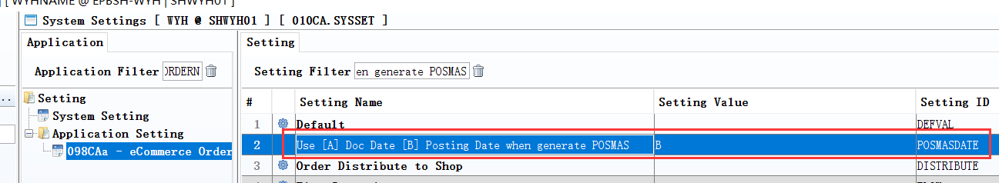 [ WYHNAME @ EPBSH-WYH | SHWYH01 ]
System Settings [ WYH @ SHWYH01 ] [ 010CA.SYSSET ]
Application
Application Filter ORDERN
Setting
System Setting
Application Setting
098CAa - eCommerce Order
Setting
Setting Filter en generate POSMAS
# Setting Name Setting Value Setting ID
1 Default DEFVAL
2 Use [A] Doc Date [B] Posting Date when generate POSMAS B POSMASDATE
3 Order Distribute to Shop DISTRIBUTE